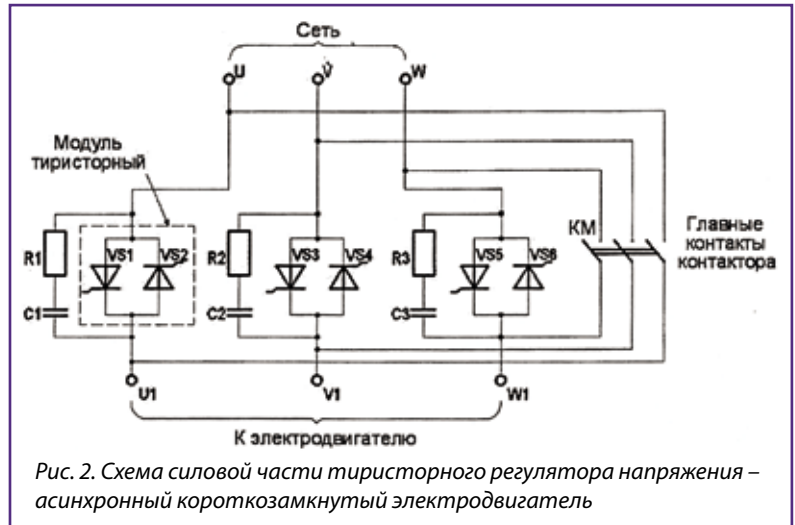 Сеть
U V W
Модуль
тиристорный
КМ
Главные
контакты
контактора
R1 VS1 VS2 R2 VS3 VS4 R3 VS5 VS6
C1 C2 C3
U1 V1 W1
К электродвигателю
Рис. 2. Схема силовой части тиристорного регулятора напряжения –
асинхронный короткозамкнутый электродвигатель